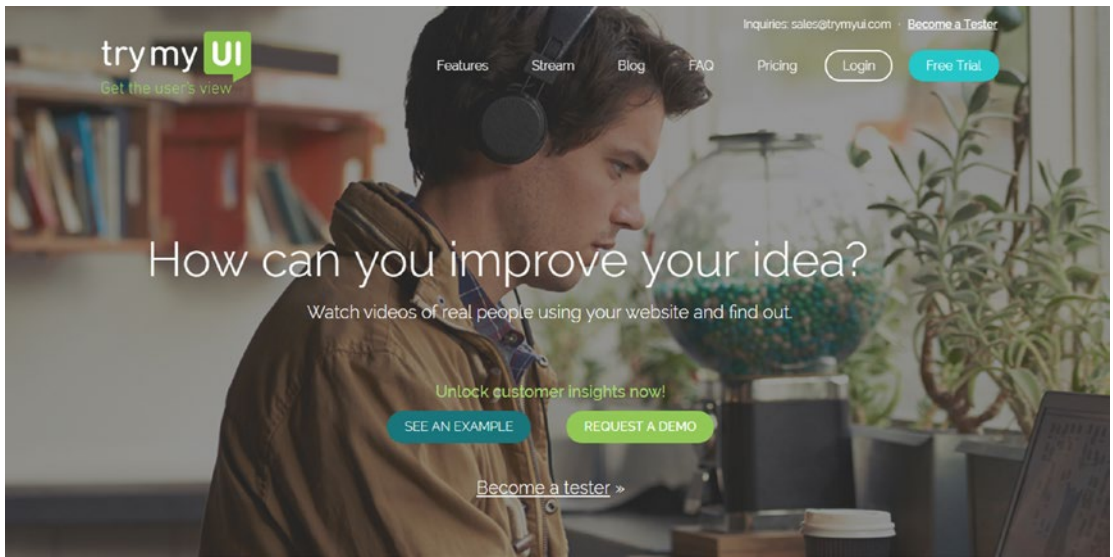 Inquiries: sales@trymyui.com · Become a Tester
trymy UI
Get the user's view
Features Stream Blog FAQ Pricing Login Free Trial
How can you improve your idea?
Watch videos of real people using your website and find out.
Unlock customer insights now!
SEE AN EXAMPLE REQUEST A DEMO
Become a tester »